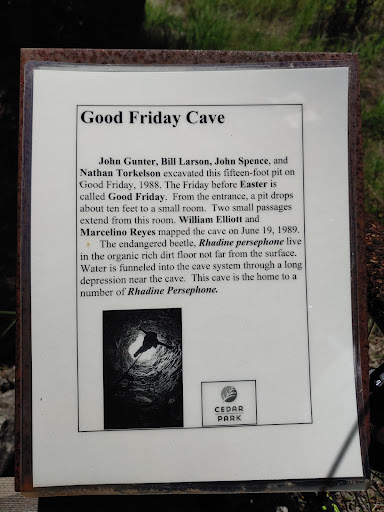 Good Friday Cave
John Gunter, Bill Larson, John Spence, and
Nathan Torkelson excavated this fifteen-foot pit on
Good Friday, 1988. The Friday before Easter is
called Good Friday. From the entrance, a pit drops
about ten feet to a small room. Two small passages
extend from this room. William Elliott and
Marcelino Reyes mapped the cave on June 19, 1989.
The endangered beetle, Rhadine persephone live
in the organic rich dirt floor not far from the surface.
Water is funneled into the cave system through a long
depression near the cave. This cave is the home to a
number of Rhadine Persephone.
CEDAR
PARK